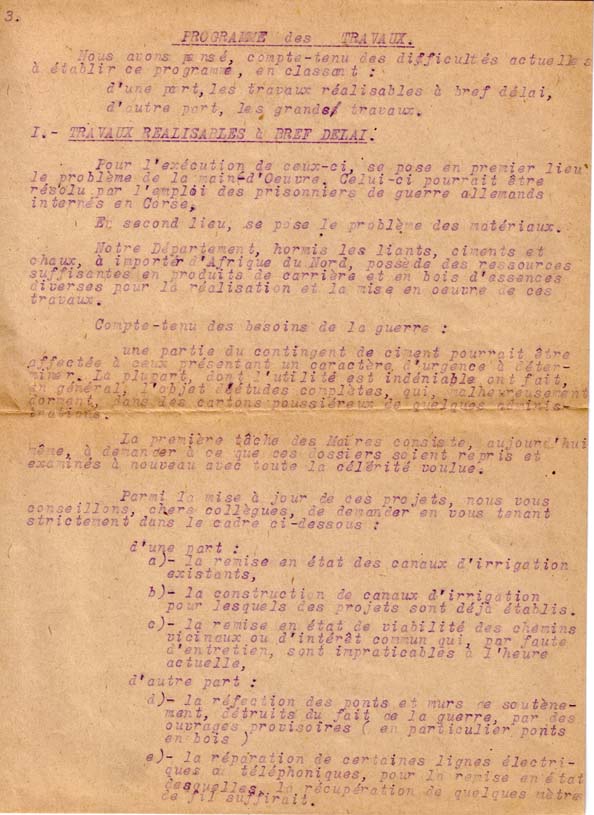 3.
PROGRAMME des TRAVAUX.
Nous avons pensé, compte-tenu des difficultés actuelles
à établir ce programme, en classant :
d'une part, les travaux réalisables à bref délai,
d'autre part, les grands travaux.
I.- TRAVAUX REALISABLES à BREF DELAI.
Pour l'exécution de ceux-ci, se pose en premier lieu
le problème de la main-d'Oeuvre. Celui-ci pourrait être
résolu par l'emploi des prisonniers de guerre allemands
internés en Corse,
En second lieu, se pose le problème des matériaux.
Notre Département, hormis les liants, ciments et
chaux, à importer d'Afrique du Nord, possède des ressources
suffisantes en produits de carrière et en bois d'assences
diverses pour la réalisation et la mise en oeuvre de ces
travaux.
Compte-tenu des besoins de la guerre :
une partie du contingent de ciment pourrait être
affectée à ceux présentant un caractère d'urgence à déter-
miner. La plupart, dont l'utilité est indéniable ont fait,
en général, l'objet d'études complètes, qui, malheureusement
dorment, dans des cartons poussiéreux de quelques adminis-
trations.
La première tâche des Maires consiste, aujourd'hui
même, à demander à ce que ces dossiers soient repris et
examinés à nouveau avec toute la célérité voulue.
Parmi la mise à jour de ces projets, nous vous
conseillons, chers collègues, de demander en vous tenant
strictement dans le cadre ci-dessous :
d'une part :
a)- la remise en état des canaux d'irrigation
existants,
b)- la construction de canaux d'irrigation
pour lesquels des projets sont déjà établis.
c)- la remise en état de viabilité des chemins
vicinaux ou d'intérêt commun qui, par faute
d'entretien, sont impraticables à l'heure
actuelle,
d'autre part :
d)- la réfection des ponts et murs de soutène-
ment, détruits du fait de la guerre, par des
ouvrages provisoires ( en particulier ponts
en bois )
e)- la réparation de certaines lignes électri-
ques ou téléphoniques, pour la remise en état
desquelles, la récupération de quelques mètres
de fil suffirait.